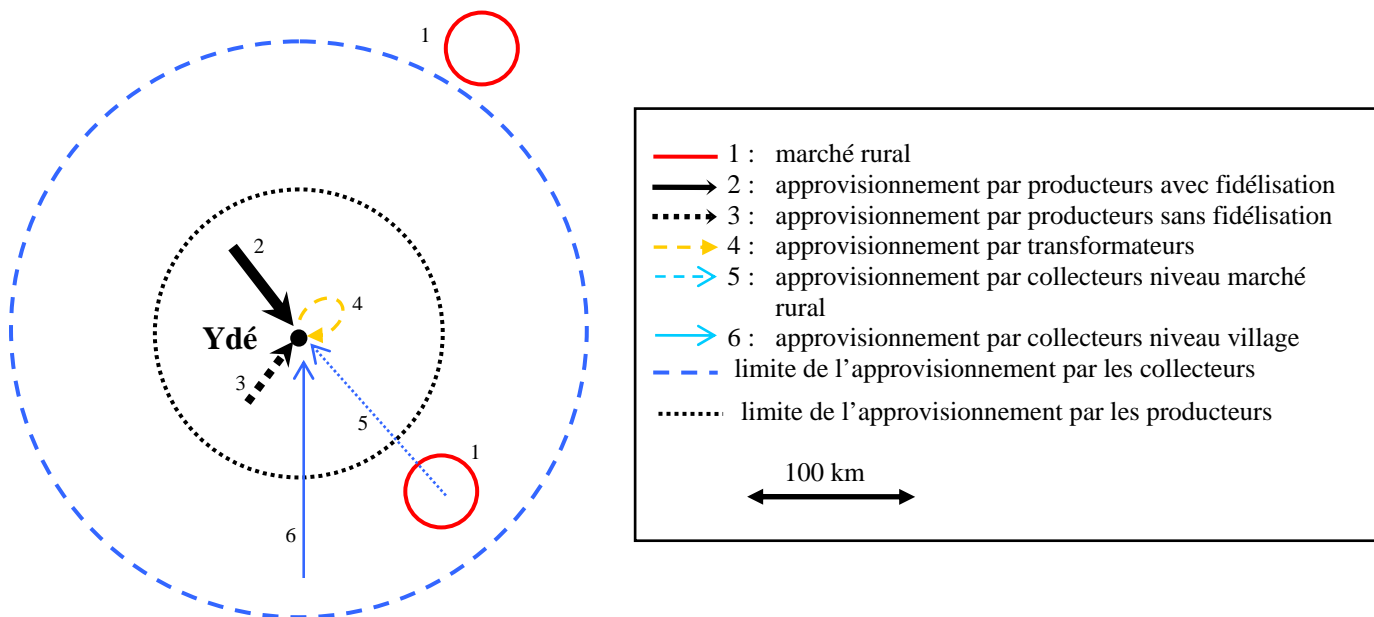 1
2
4
Ydé
3
5
1
6
1 : marché rural
2 : approvisionnement par producteurs avec fidélisation
3 : approvisionnement par producteurs sans fidélisation
4 : approvisionnement par transformateurs
5 : approvisionnement par collecteurs niveau marché
rural
6 : approvisionnement par collecteurs niveau village
limite de l’approvisionnement par les collecteurs
limite de l’approvisionnement par les producteurs
100 km